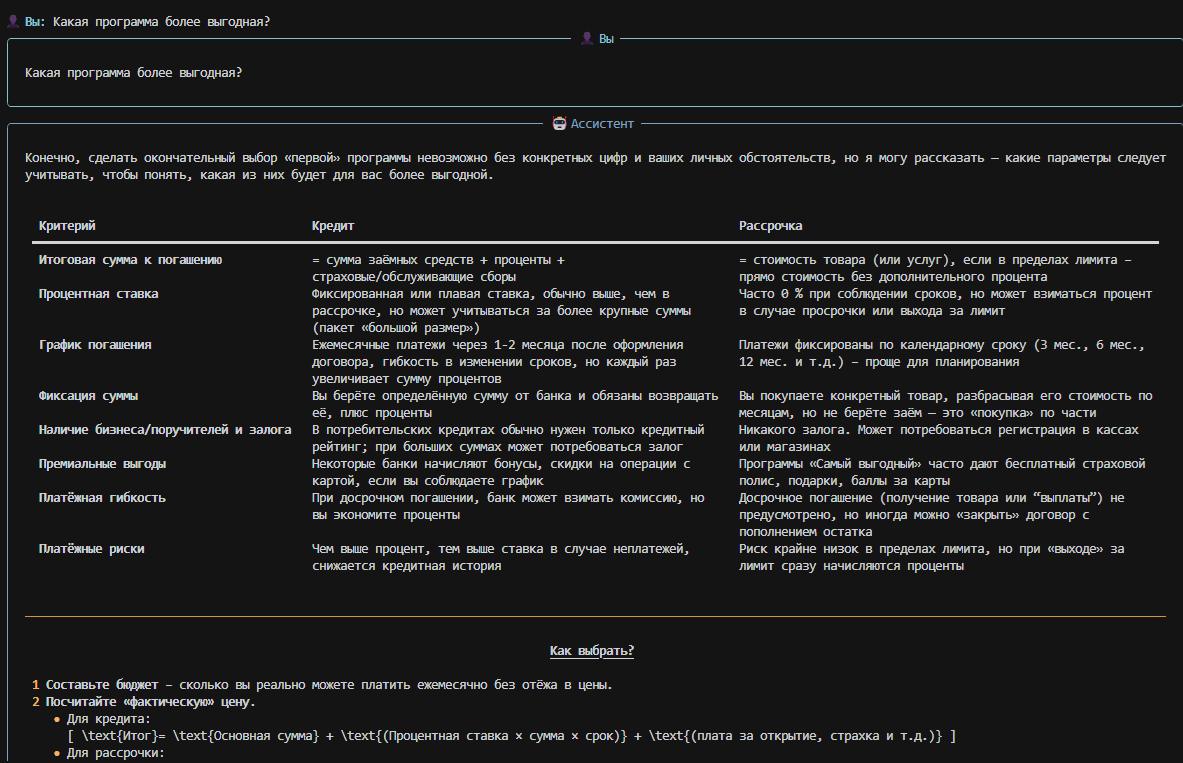 Вы: Какая программа более выгодная?
Вы
Какая программа более выгодная?
Ассистент
Конечно, сделать окончательный выбор «первой» программы невозможно без конкретных цифр и ваших личных обстоятельств, но я могу рассказать — какие параметры следует
учитывать, чтобы понять, какая из них будет для вас более выгодной.
Критерий Кредит Рассрочка
Итоговая сумма к погашению = сумма заёмных средств + проценты + = стоимость товара (или услуг), если в пределах лимита –
страховые/обслуживающие сборы прямо стоимость без дополнительного процента
Процентная ставка Фиксированная или плавая ставка, обычно выше, чем в Часто 0 % при соблюдении сроков, но может взиматься процент
рассрочке, но может учитываться за более крупные суммы в случае просрочки или выхода за лимит
(пакет «большой размер»)
График погашения Ежемесячные платежи через 1-2 месяца после оформления Платежи фиксированы по календарному сроку (3 мес., 6 мес.,
договора, гибкость в изменении сроков, но каждый раз 12 мес. и т.д.) – проще для планирования
увеличивает сумму процентов
Фиксация суммы Вы берёте определённую сумму от банка и обязаны возвращать Вы покупаете конкретный товар, разбрасывая его стоимость по
её, плюс проценты месяцам, но не берёте заём — это «покупка» по части
Наличие бизнеса/поручителей и залога В потребительских кредитах обычно нужен только кредитный Никакого залога. Может потребоваться регистрация в кассах
рейтинг; при больших суммах может потребоваться залог или магазинах
Премиальные выгоды Некоторые банки начисляют бонусы, скидки на операции с Программы «Самый выгодный» часто дают бесплатный страховой
картой, если вы соблюдаете график полис, подарки, баллы за карты
Платёжная гибкость При досрочном погашении, банк может взимать комиссию, но Досрочное погашение (получение товара или “выплаты”) не
вы экономите проценты предусмотрено, но иногда можно «закрыть» договор с
пополнением остатка
Платёжные риски Чем выше процент, тем выше ставка в случае неплатежей, Риск крайне низок в пределах лимита, но при «выходе» за
снижается кредитная история лимит сразу начисляются проценты
Как выбрать?
1 Составьте бюджет – сколько вы реально можете платить ежемесячно без отёжа в цены.
2 Посчитайте «фактическую» цену.
• Для кредита:
[ \text{Итог}= \text{Основная сумма} + \text{(Процентная ставка × сумма × срок)} + \text{(плата за открытие, страхка и т.д.)} ]
• Для рассрочки: